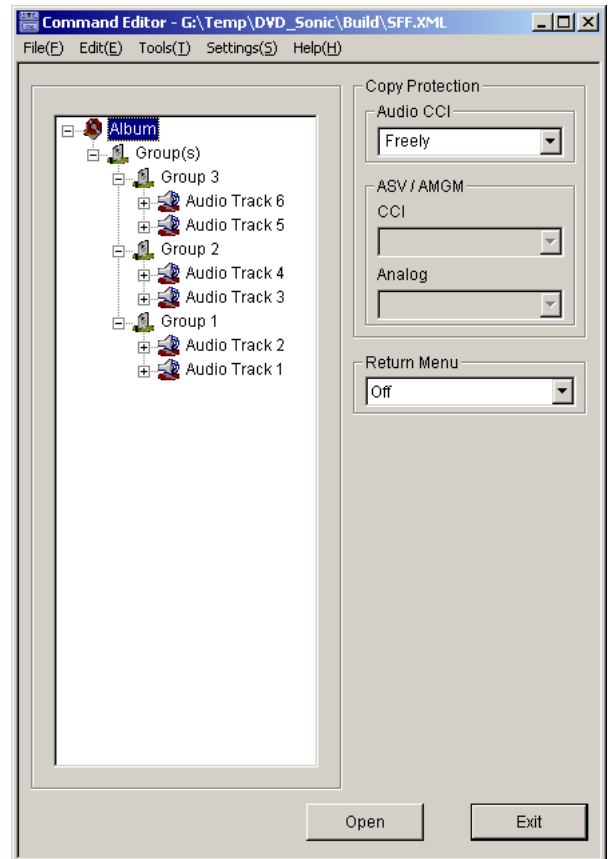 Command Editor - G:\Temp\DVD_Sonic\Build\SFF.XML
File(F) Edit(E) Tools(T) Settings(S) Help(H)
Album
Group(s)
Group 3
Audio Track 6
Audio Track 5
Group 2
Audio Track 4
Audio Track 3
Group 1
Audio Track 2
Audio Track 1
Copy Protection
Audio CCI
Freely
ASV / AMGM
CCI
Analog
Return Menu
Off
Open
Exit